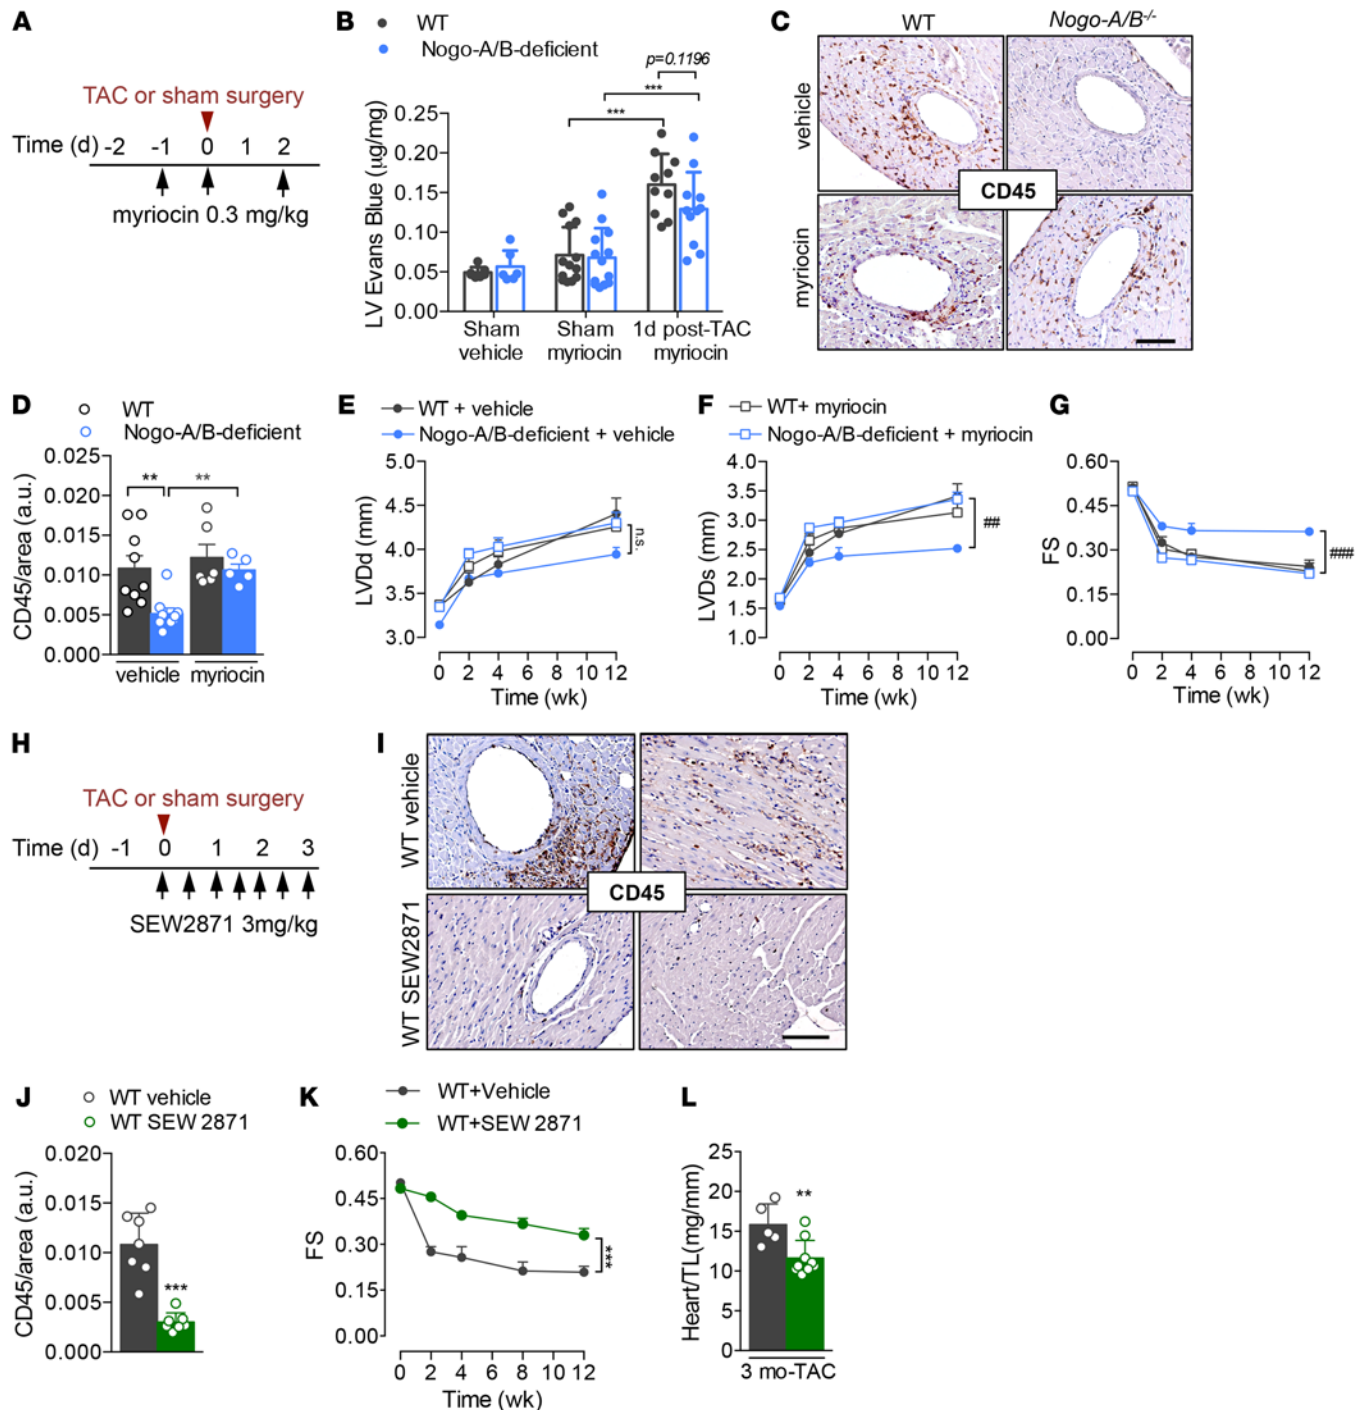 A
TAC or sham surgery
Time (d) -2 -1 0 1 2
myriocin 0.3 mg/kg
B
WT
Nogo-A/B-deficient
p=0.1196
***
***
LV Evans Blue (ug/mg)
0.25
0.20
0.15
0.10
0.05
0.00
Sham vehicle
Sham myriocin
1d post-TAC myriocin
C
WT
Nogo-A/B-/-
vehicle
CD45
myriocin
D
WT
Nogo-A/B-deficient
CD45/area (a.u.)
0.025
0.020
0.015
0.010
0.005
0.000
**
**
vehicle myriocin
E
WT + vehicle
Nogo-A/B-deficient + vehicle
LVDd (mm)
5.0
4.5
4.0
3.5
3.0
n.s.
0 2 4 6 8 10 12
Time (wk)
F
WT+ myriocin
Nogo-A/B-deficient + myriocin
LVDs (mm)
4.0
3.5
3.0
2.5
2.0
1.5
1.0
##
0 2 4 6 8 10 12
Time (wk)
G
FS
0.60
0.45
0.30
0.15
0.00
###
0 2 4 6 8 10 12
Time (wk)
H
TAC or sham surgery
Time (d) -1 0 1 2 3
SEW2871 3mg/kg
I
WT vehicle
CD45
WT SEW2871
J
WT vehicle
WT SEW 2871
CD45/area (a.u.)
0.020
0.015
0.010
0.005
0.000
***
K
WT+Vehicle
WT+SEW 2871
FS
0.60
0.45
0.30
0.15
0.00
***
0 2 4 6 8 10 12
Time (wk)
L
Heart/TL(mg/mm)
25
20
15
10
5
0
**
3 mo-TAC